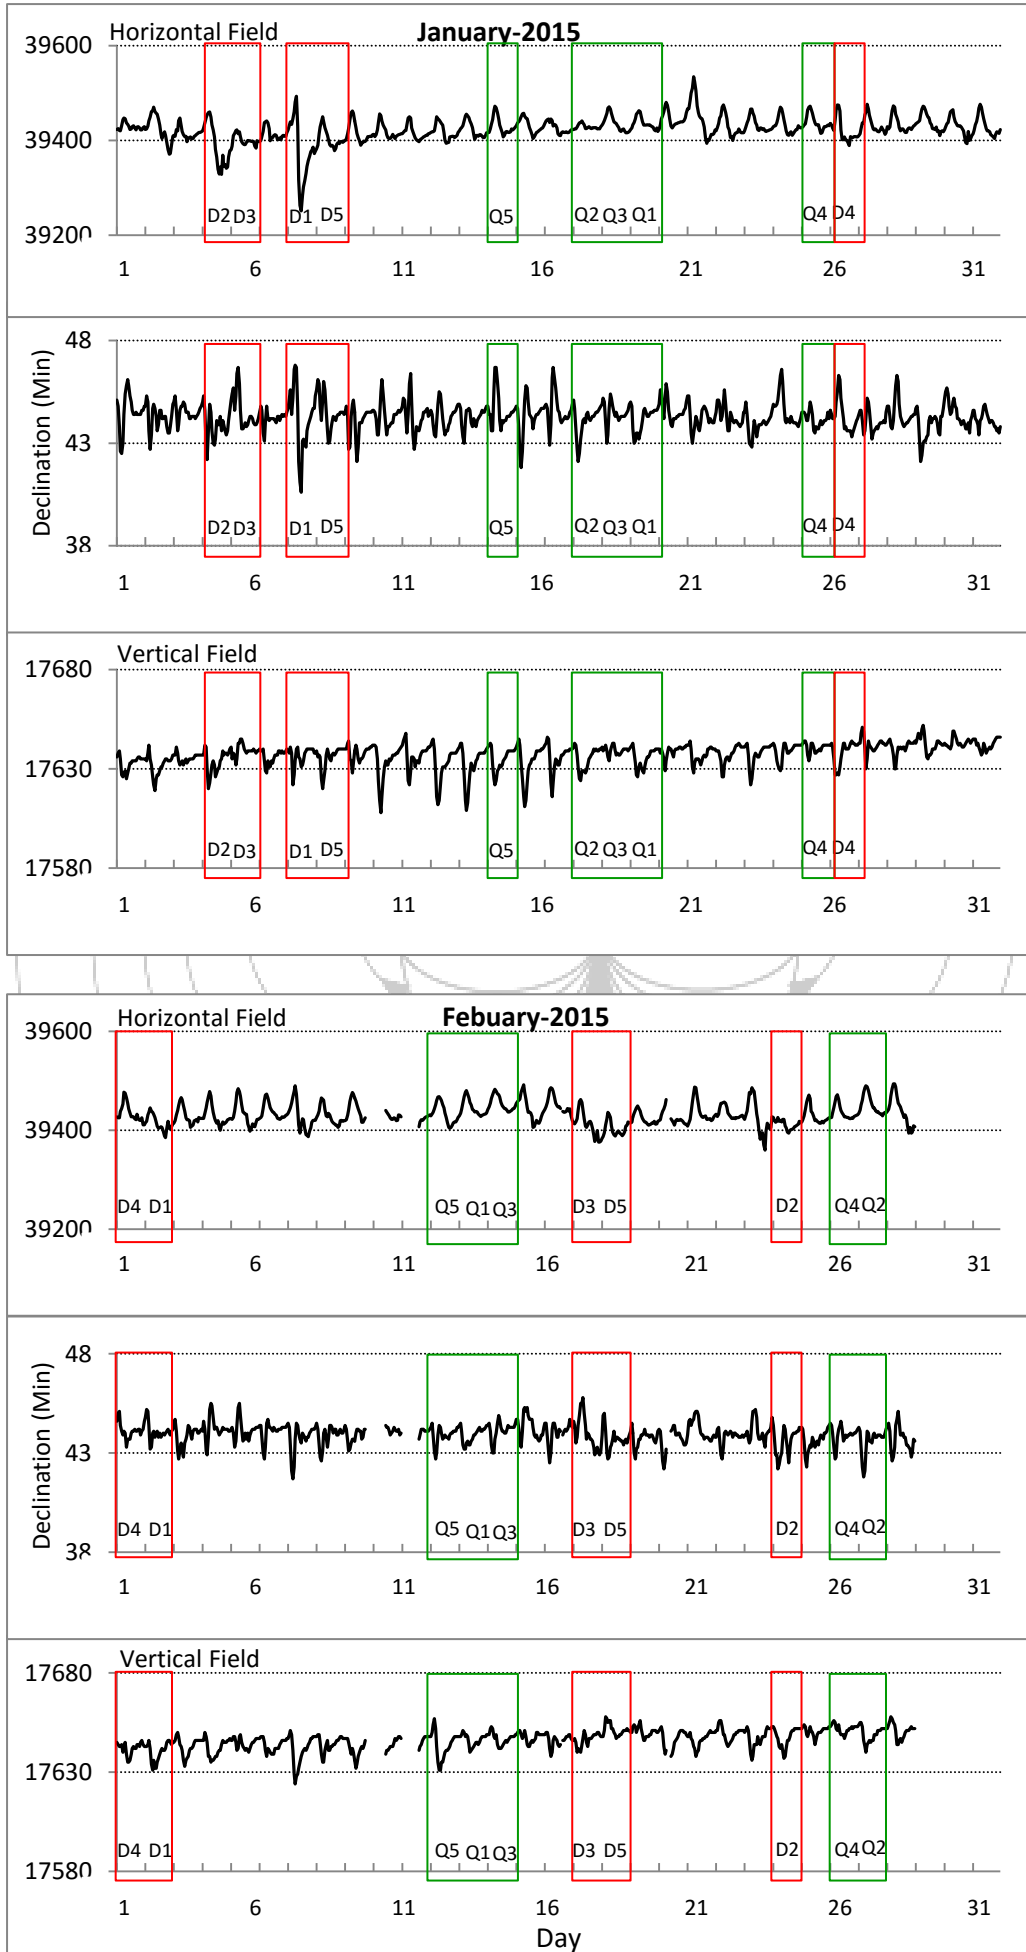 Horizontal Field January-2015
39600
39400
39200
D2 D3 D1 D5 Q5 Q2 Q3 Q1 Q4 D4
1 6 11 16 21 26 31
Declination (Min)
48
43
38
D2 D3 D1 D5 Q5 Q2 Q3 Q1 Q4 D4
1 6 11 16 21 26 31
Vertical Field
17680
17630
17580
D2 D3 D1 D5 Q5 Q2 Q3 Q1 Q4 D4
1 6 11 16 21 26 31
Horizontal Field Febuary-2015
39600
39400
39200
D4 D1 Q5 Q1 Q3 D3 D5 D2 Q4 Q2
1 6 11 16 21 26 31
Declination (Min)
48
43
38
D4 D1 Q5 Q1 Q3 D3 D5 D2 Q4 Q2
1 6 11 16 21 26 31
Vertical Field
17680
17630
17580
D4 D1 Q5 Q1 Q3 D3 D5 D2 Q4 Q2
1 6 11 16 21 26 31
Day